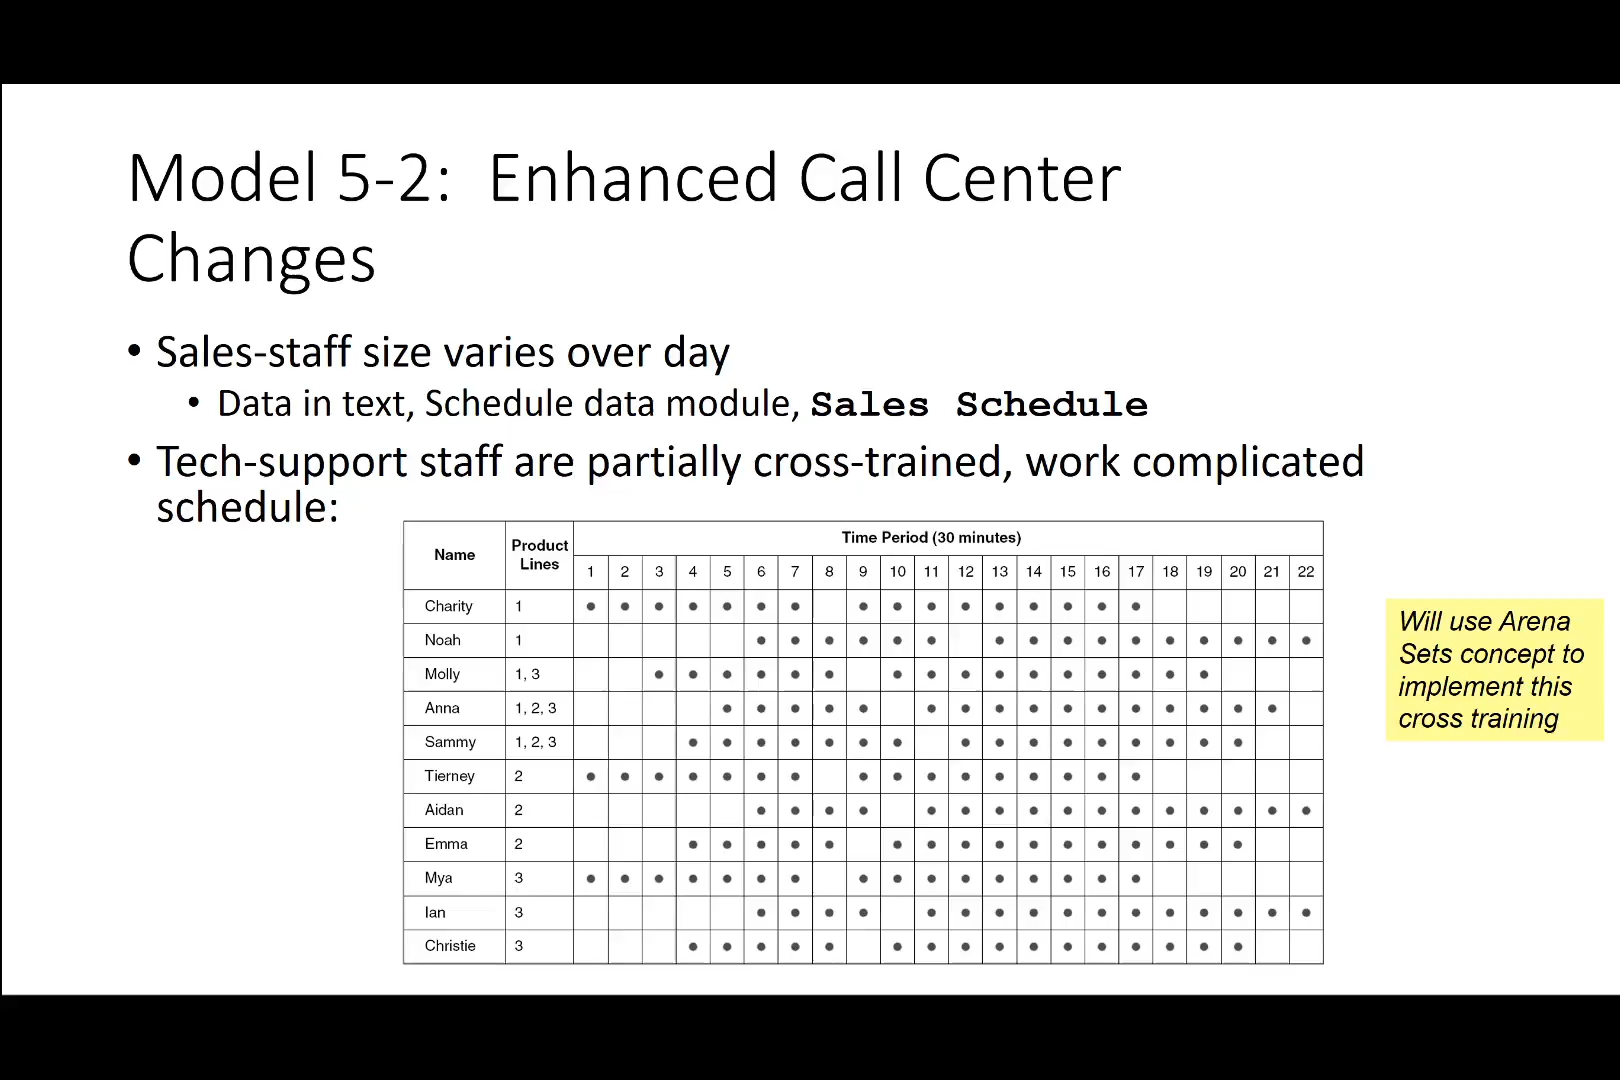 Model 5-2:  Enhanced Call Center
Changes
• Sales-staff size varies over day
• Data in text, Schedule data module, Sales Schedule
• Tech-support staff are partially cross-trained, work complicated
schedule:
Name Product Lines Time Period (30 minutes)
1 2 3 4 5 6 7 8 9 10 11 12 13 14 15 16 17 18 19 20 21 22
Charity 1
Noah 1
Molly 1, 3
Anna 1, 2, 3
Sammy 1, 2, 3
Tierney 2
Aidan 2
Emma 2
Mya 3
Ian 3
Christie 3
Will use Arena
Sets concept to
implement this
cross training